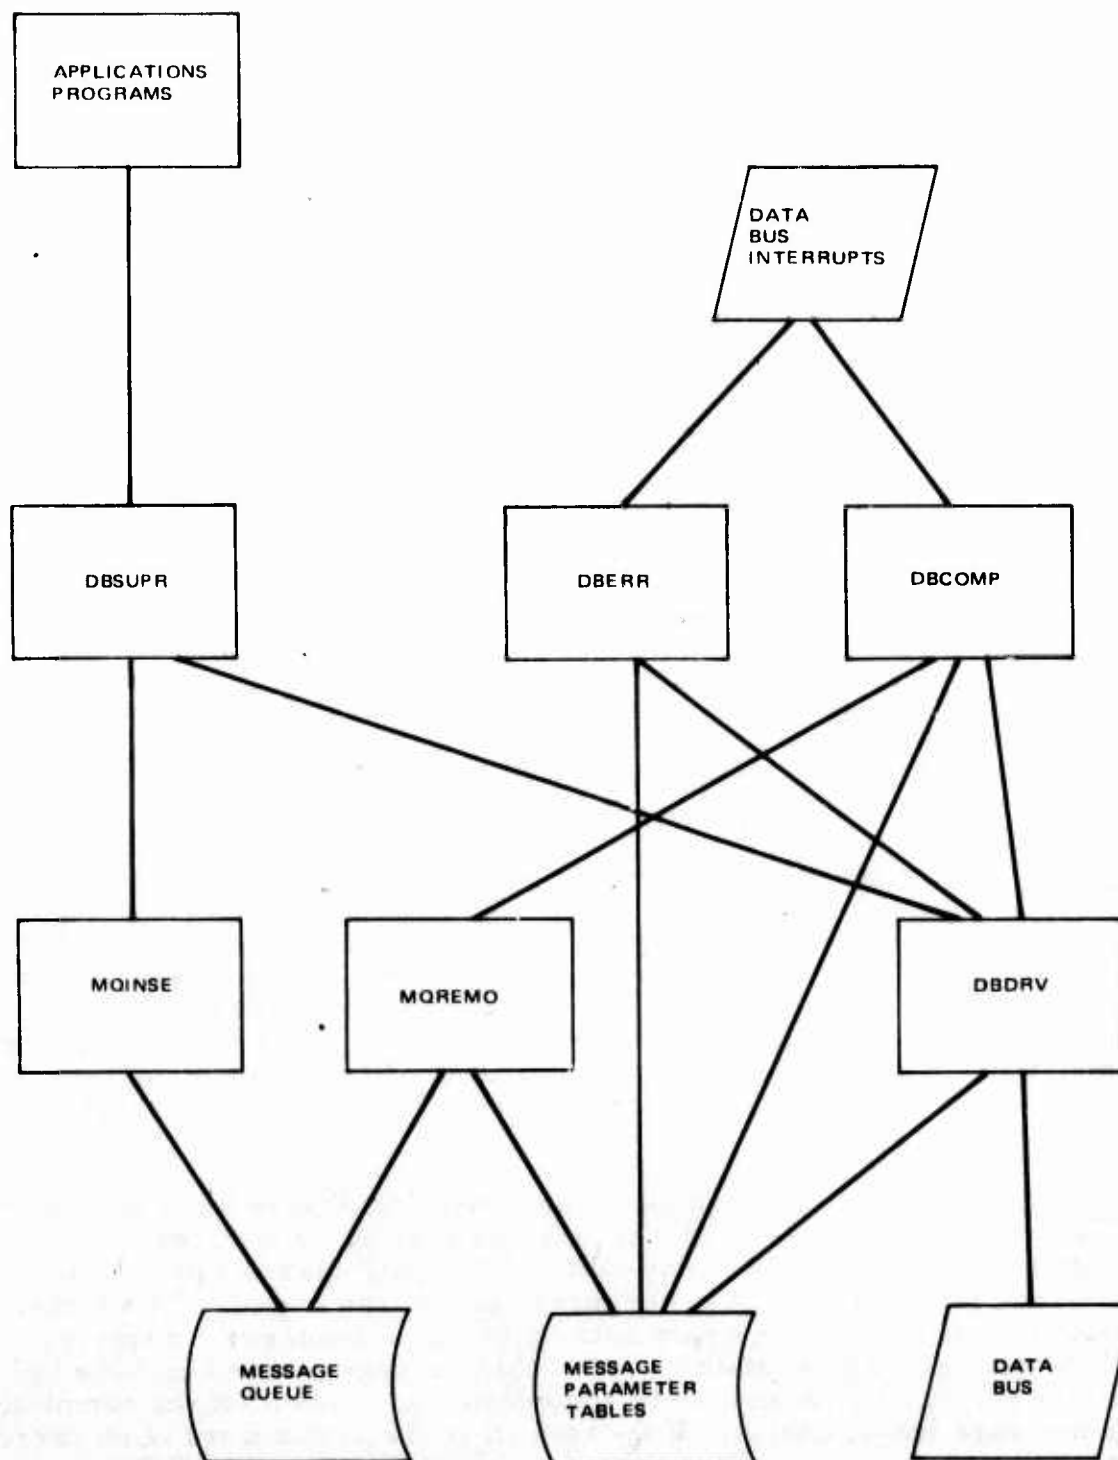 APPLICATIONS
PROGRAMS
DATA
BUS
INTERRUPTS
DBSUPR
DBERR
DBCOMP
MQINSE
MQREMO
DBDRV
MESSAGE
QUEUE
MESSAGE
PARAMETER
TABLES
DATA
BUS